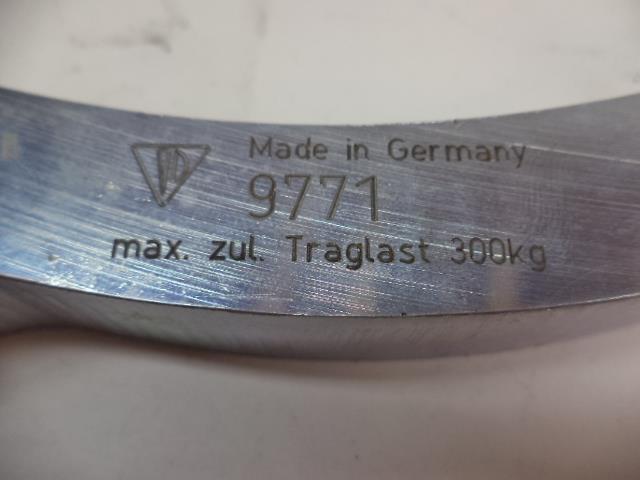 Made in Germany
9771
max. zul. Traglast 300kg